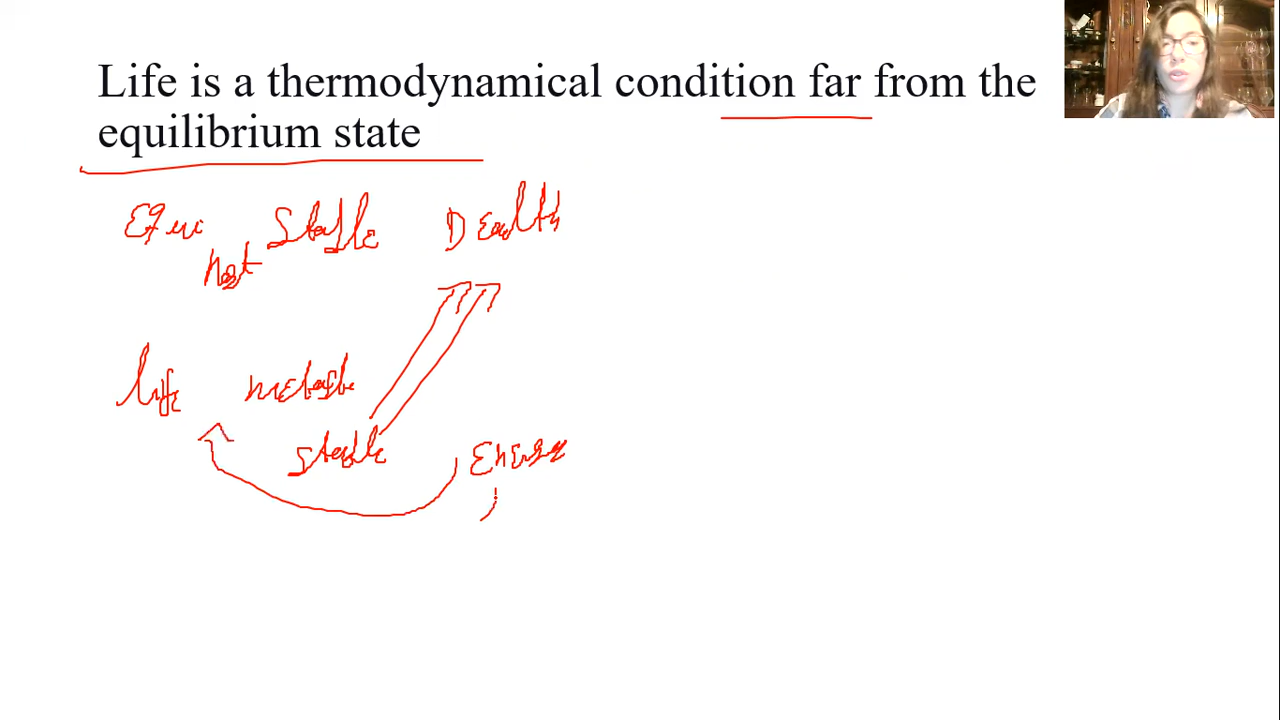 Life is a thermodynamical condition far from the
equilibrium state
Equi Stable Death
not
life metastable
stable Energy